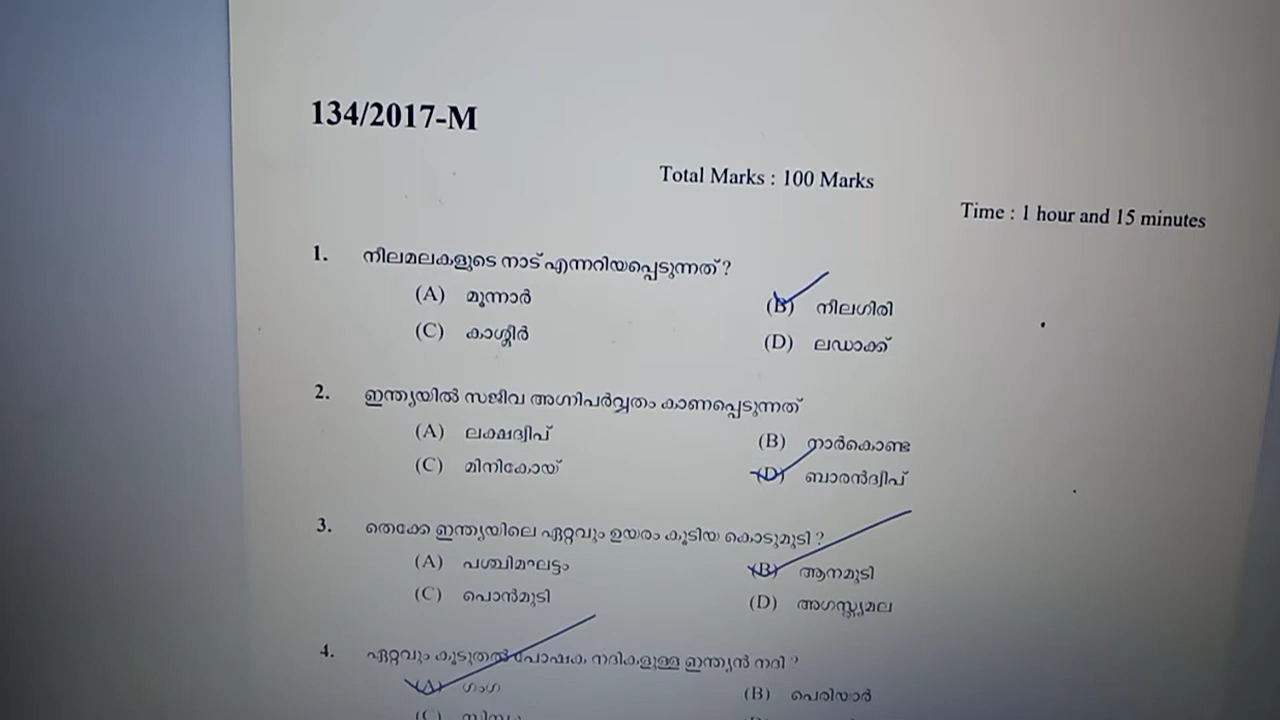 134/2017-M
Total Marks : 100 Marks
Time : 1 hour and 15 minutes
1. നീലമലകളുടെ നാട് എന്നറിയപ്പെടുന്നത് ?
(A) മൂന്നാർ (B) നീലഗിരി
(C) കാശ്മീർ (D) ലഡാക്ക്
2. ഇന്ത്യയിൽ സജീവ അഗ്നിപർവ്വതം കാണപ്പെടുന്നത്
(A) ലക്ഷദ്വീപ് (B) നാർകൊണ്ട
(C) മിനിക്കോയ് (D) ബാരൻദ്വീപ്
3. തെക്കേ ഇന്ത്യയിലെ ഏറ്റവും ഉയരം കൂടിയ കൊടുമുടി ?
(A) പശ്ചിമഘട്ടം (B) ആനമുടി
(C) പൊൻമുടി (D) അഗസ്ത്യമല
4. ഏറ്റവും കൂടുതൽ പോഷക നദികളുള്ള ഇന്ത്യൻ നദി ?
(A) ഗംഗ (B) പെരിയാർ
(C)